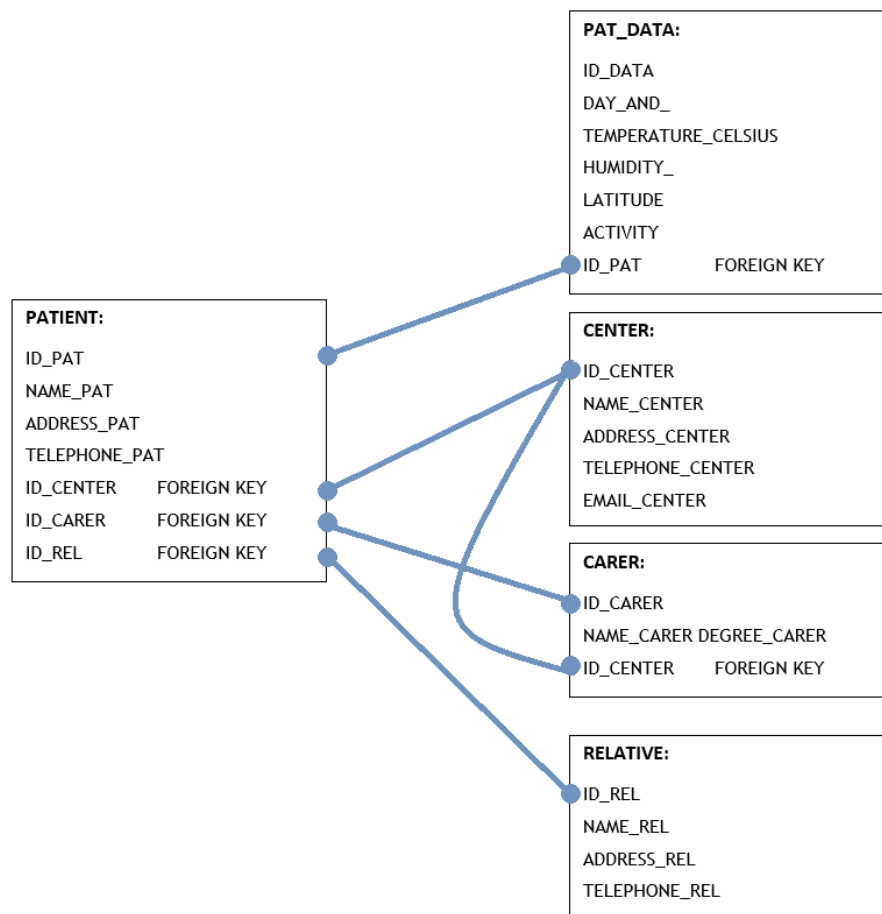 PAT_DATA:
ID_DATA
DAY_AND_
TEMPERATURE_CELSIUS
HUMIDITY_
LATITUDE
ACTIVITY
ID_PAT FOREIGN KEY
PATIENT:
ID_PAT
NAME_PAT
ADDRESS_PAT
TELEPHONE_PAT
ID_CENTER FOREIGN KEY
ID_CARER FOREIGN KEY
ID_REL FOREIGN KEY
CENTER:
ID_CENTER
NAME_CENTER
ADDRESS_CENTER
TELEPHONE_CENTER
EMAIL_CENTER
CARER:
ID_CARER
NAME_CARER DEGREE_CARER
ID_CENTER FOREIGN KEY
RELATIVE:
ID_REL
NAME_REL
ADDRESS_REL
TELEPHONE_REL